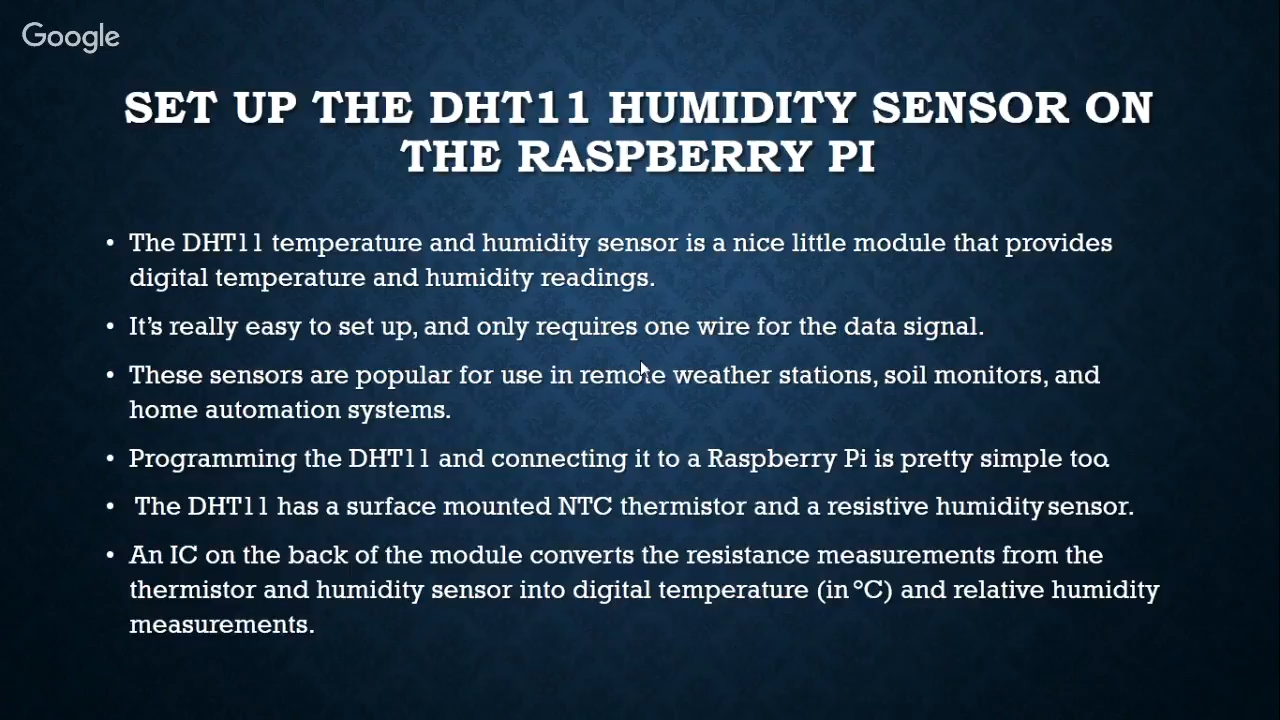 Google
SET UP THE DHT11 HUMIDITY SENSOR ON
THE RASPBERRY PI
• The DHT11 temperature and humidity sensor is a nice little module that provides
digital temperature and humidity readings.
• It's really easy to set up, and only requires one wire for the data signal.
• These sensors are popular for use in remote weather stations, soil monitors, and
home automation systems.
• Programming the DHT11 and connecting it to a Raspberry Pi is pretty simple too.
• The DHT11 has a surface mounted NTC thermistor and a resistive humidity sensor.
• An IC on the back of the module converts the resistance measurements from the
thermistor and humidity sensor into digital temperature (in °C) and relative humidity
measurements.